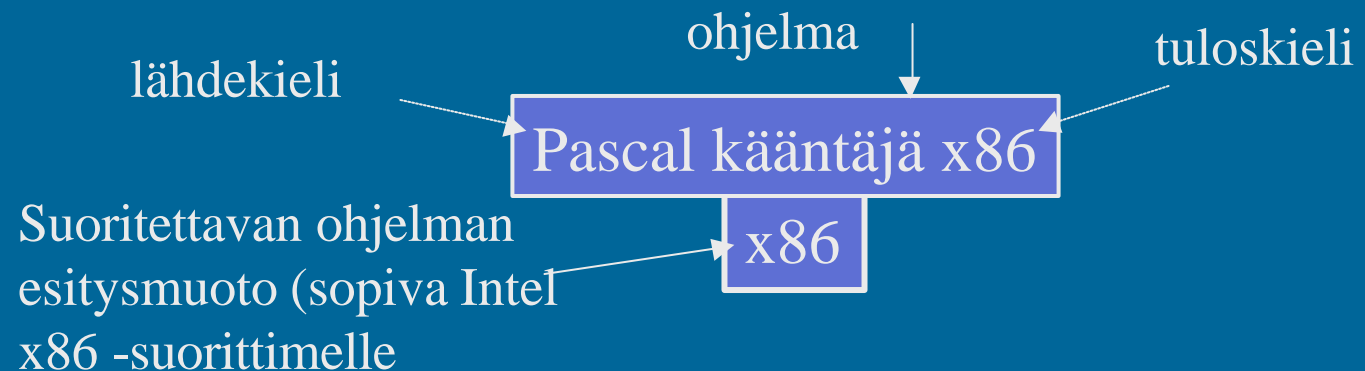 ohjelma
tuloskieli
lähdekieli
Pascal kääntäjä x86
x86
Suoritettavan ohjelman
esitysmuoto (sopiva Intel
x86 -suorittimelle